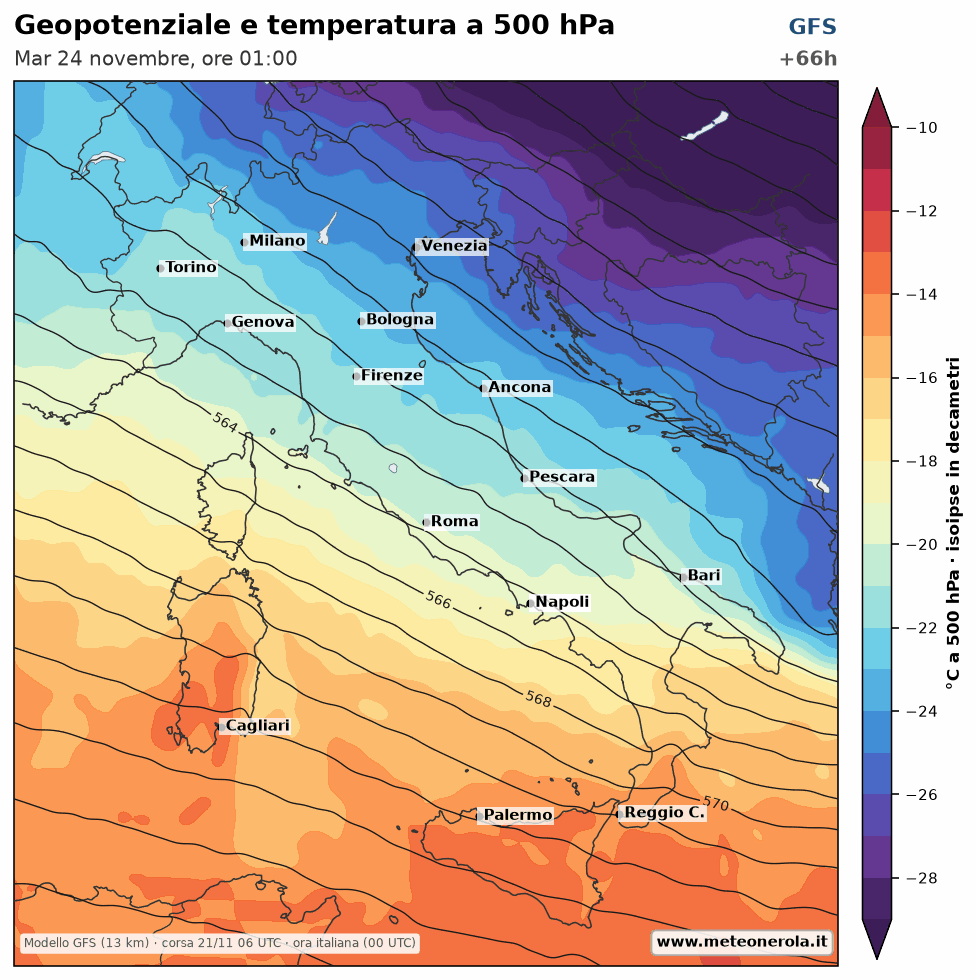 Geopotenziale e temperatura a 500 hPa
GFS
Mar 24 novembre, ore 01:00
+66h
Milano
Venezia
Torino
Genova
Bologna
Firenze
Ancona
564
Pescara
Roma
Bari
566
Napoli
568
Cagliari
570
Palermo
Reggio C.
−10
−12
−14
−16
−18
−20
−22
−24
−26
−28
°C a 500 hPa · isoipse in decametri
Modello GFS (13 km) · corsa 21/11 06 UTC · ora italiana (00 UTC)
www.meteonerola.it